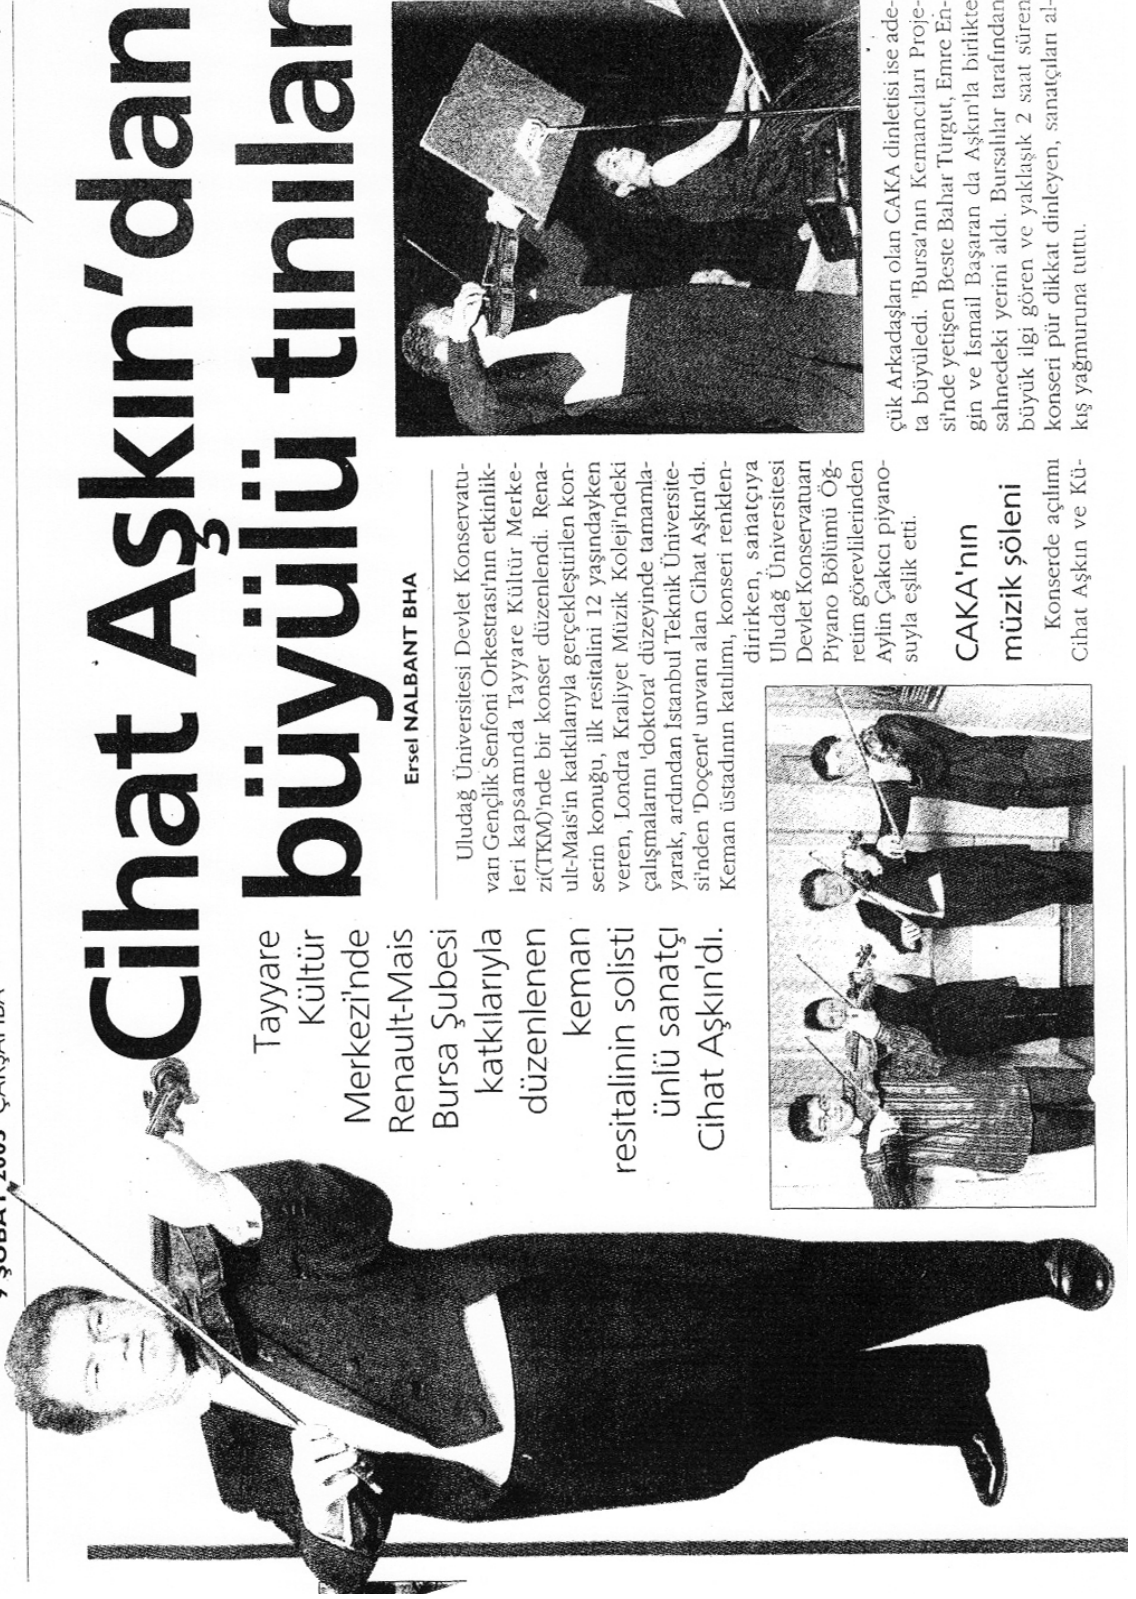 9 ŞUBAT 2005 ÇARŞAMBA
Cihat Aşkın'dan
büyülü tınılar
Tayyare
Kültür
Merkezi'nde
Renault-Mais
Bursa Şubesi
katkılarıyla
düzenlenen
keman
resitalinin solisti
ünlü sanatçı
Cihat Aşkın'dı.
Ersel NALBANT BHA
Uludağ Üniversitesi Devlet Konservatu-
varı Gençlik Senfoni Orkestrası'nın etkinlik-
leri kapsamında Tayyare Kültür Merke-
zi(TKM)'nde bir konser düzenlendi. Rena-
ult-Mais'in katkılarıyla gerçekleştirilen kon-
serin konuğu, ilk resitalini 12 yaşındayken
veren, Londra Kraliyet Müzik Koleji'ndeki
çalışmalarını 'doktora' düzeyinde tamamla-
yarak, ardından İstanbul Teknik Üniversite-
si'nden 'Doçent' unvanı alan Cihat Aşkın'dı.
Keman üstadının katılımı, konseri renklen-
dirirken, sanatçıya
Uludağ Üniversitesi
Devlet Konservatuarı
Piyano Bölümü Öğ-
retim görevlilerinden
Aylin Çakıcı piyano-
suyla eşlik etti.
CAKA'nın
müzik şöleni
Konserde açılımı
Cihat Aşkın ve Kü-
çük Arkadaşları olan CAKA dinletisi ise ade-
ta büyüledi. 'Bursa'nın Kemancıları Proje-
si'nde yetişen Beste Bahar Turgut, Emre En-
gin ve İsmail Başaran da Aşkın'la birlikte
sahnedeki yerini aldı. Bursalılar tarafından
büyük ilgi gören ve yaklaşık 2 saat süren
konseri pür dikkat dinleyen, sanatçıları al-
kış yağmuruna tuttu.